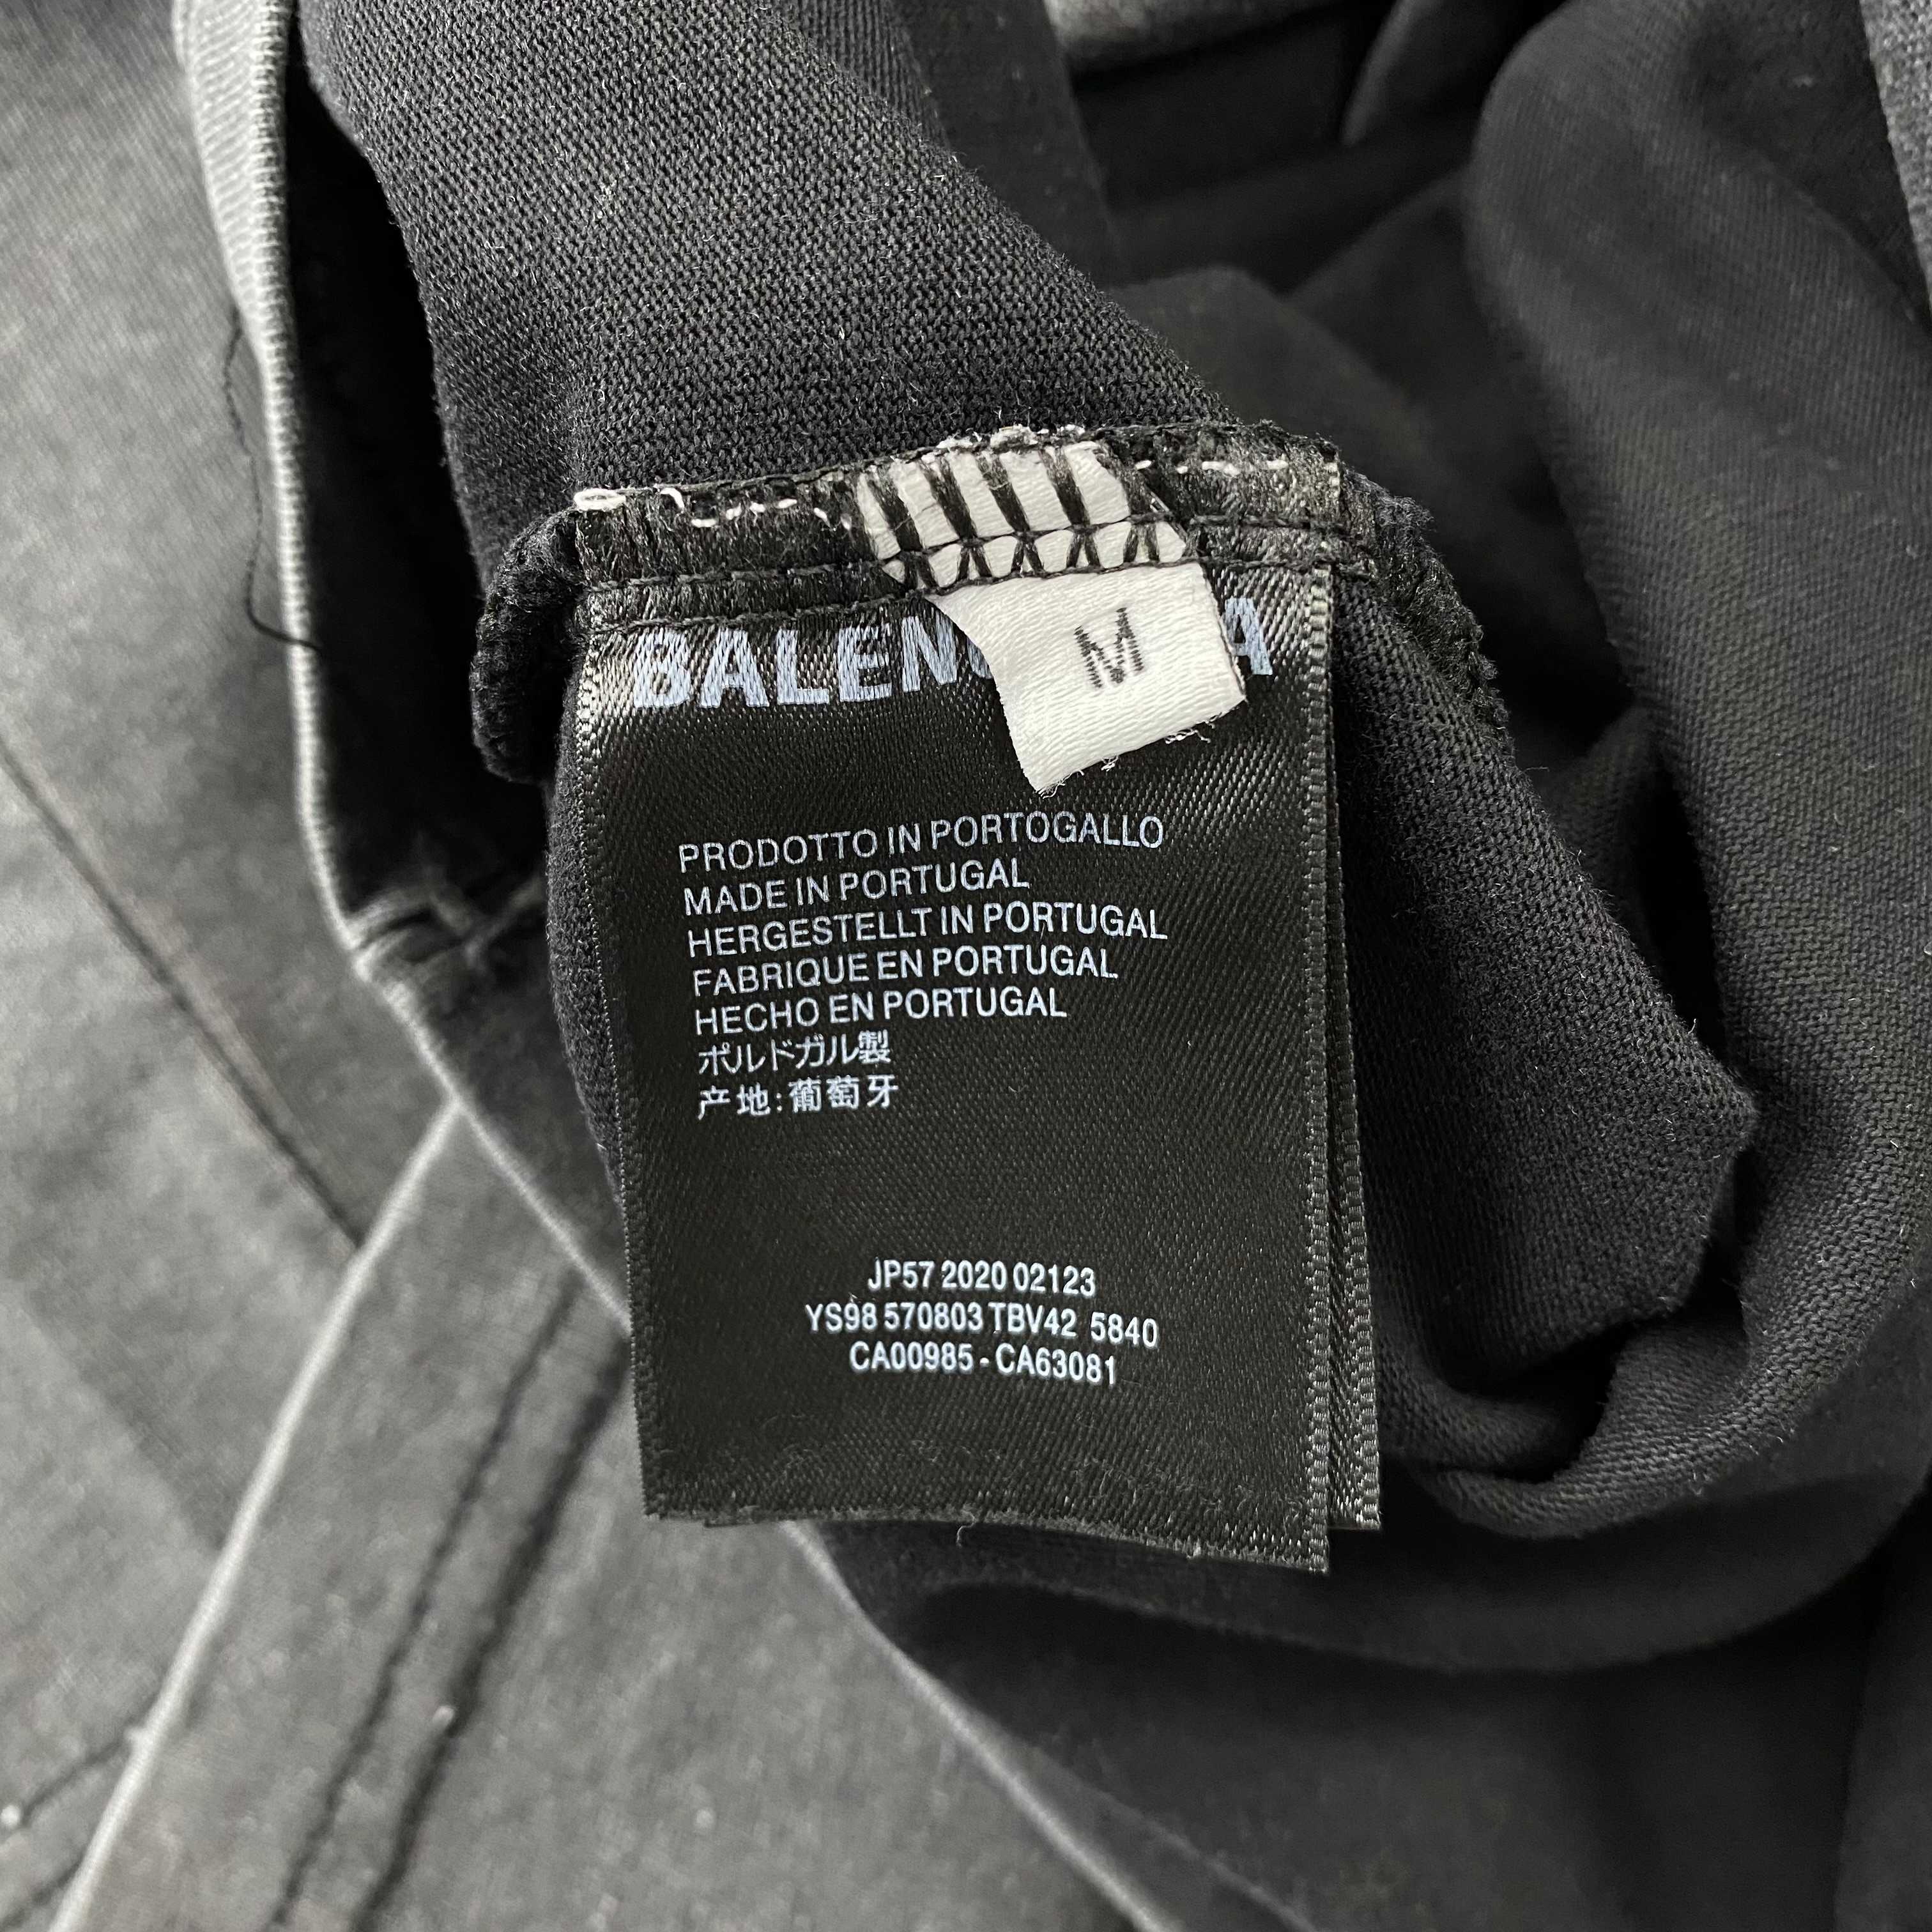 M
PRODOTTO IN PORTOGALLO
MADE IN PORTUGAL
HERGESTELLT IN PORTUGAL
FABRIQUE EN PORTUGAL
HECHO EN PORTUGAL
ポルドガル製
产地:葡萄牙
JP57 2020 02123
YS98 570803 TBV42 5840
CA00985 - CA63081